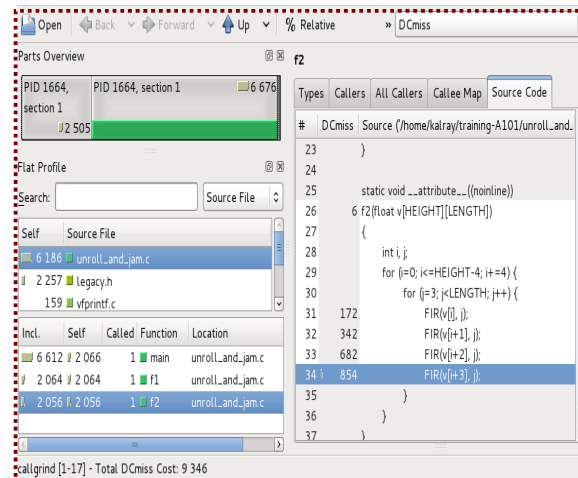 Open Back Forward Up % Relative » DCmiss
Parts Overview
PID 1664, section 1
2 505
PID 1664, section 1 6 676
Flat Profile
Search: Source File
Self Source File
6 186 unroll_and_jam.c
2 257 legacy.h
159 vfprintf.c
Incl. Self Called Function Location
6 612 2 066 1 main unroll_and_jam.c
2 064 2 064 1 f1 unroll_and_jam.c
2 056 2 056 1 f2 unroll_and_jam.c
f2
Types Callers All Callers Callee Map Source Code
# DCmiss Source ('/home/kalray/training-A101/unroll_and_
23 }
24
25 static void __attribute__((noinline))
26 6 f2(float v[HEIGHT][LENGTH])
27 {
28 int i, j;
29 for (i=0; i<=HEIGHT-4; i+=4) {
30 for (j=3; j<LENGTH; j++) {
31 172 FIR(v[i], j);
32 342 FIR(v[i+1], j);
33 682 FIR(v[i+2], j);
34 854 FIR(v[i+3], j);
35 }
36 }
37 }
callgrind [1-17] - Total DCmiss Cost: 9 346